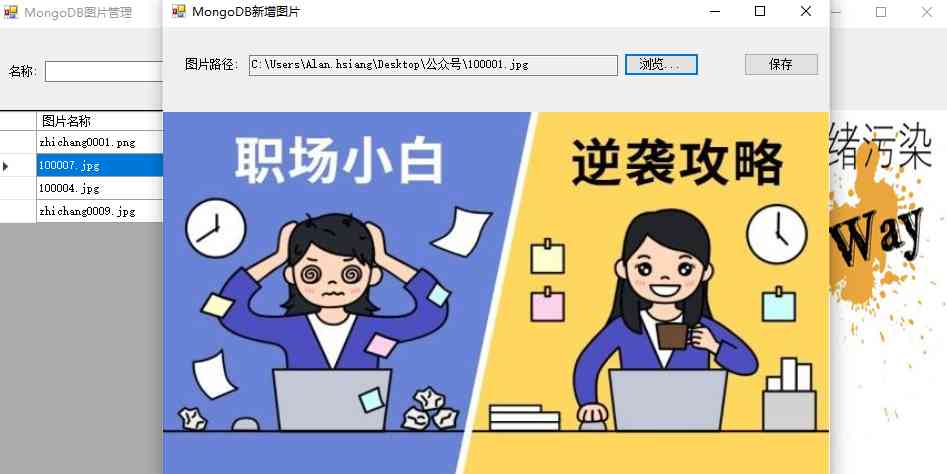 MongoDB图片管理
MongoDB新增图片
名称：
图片路径：
C:\Users\Alan.hsiang\Desktop\公众号\100001.jpg
浏览...
保存
图片名称
zhichang0001.png
100007.jpg
100004.jpg
zhichang0009.jpg
职场小白
逆袭攻略
绪污染
Way